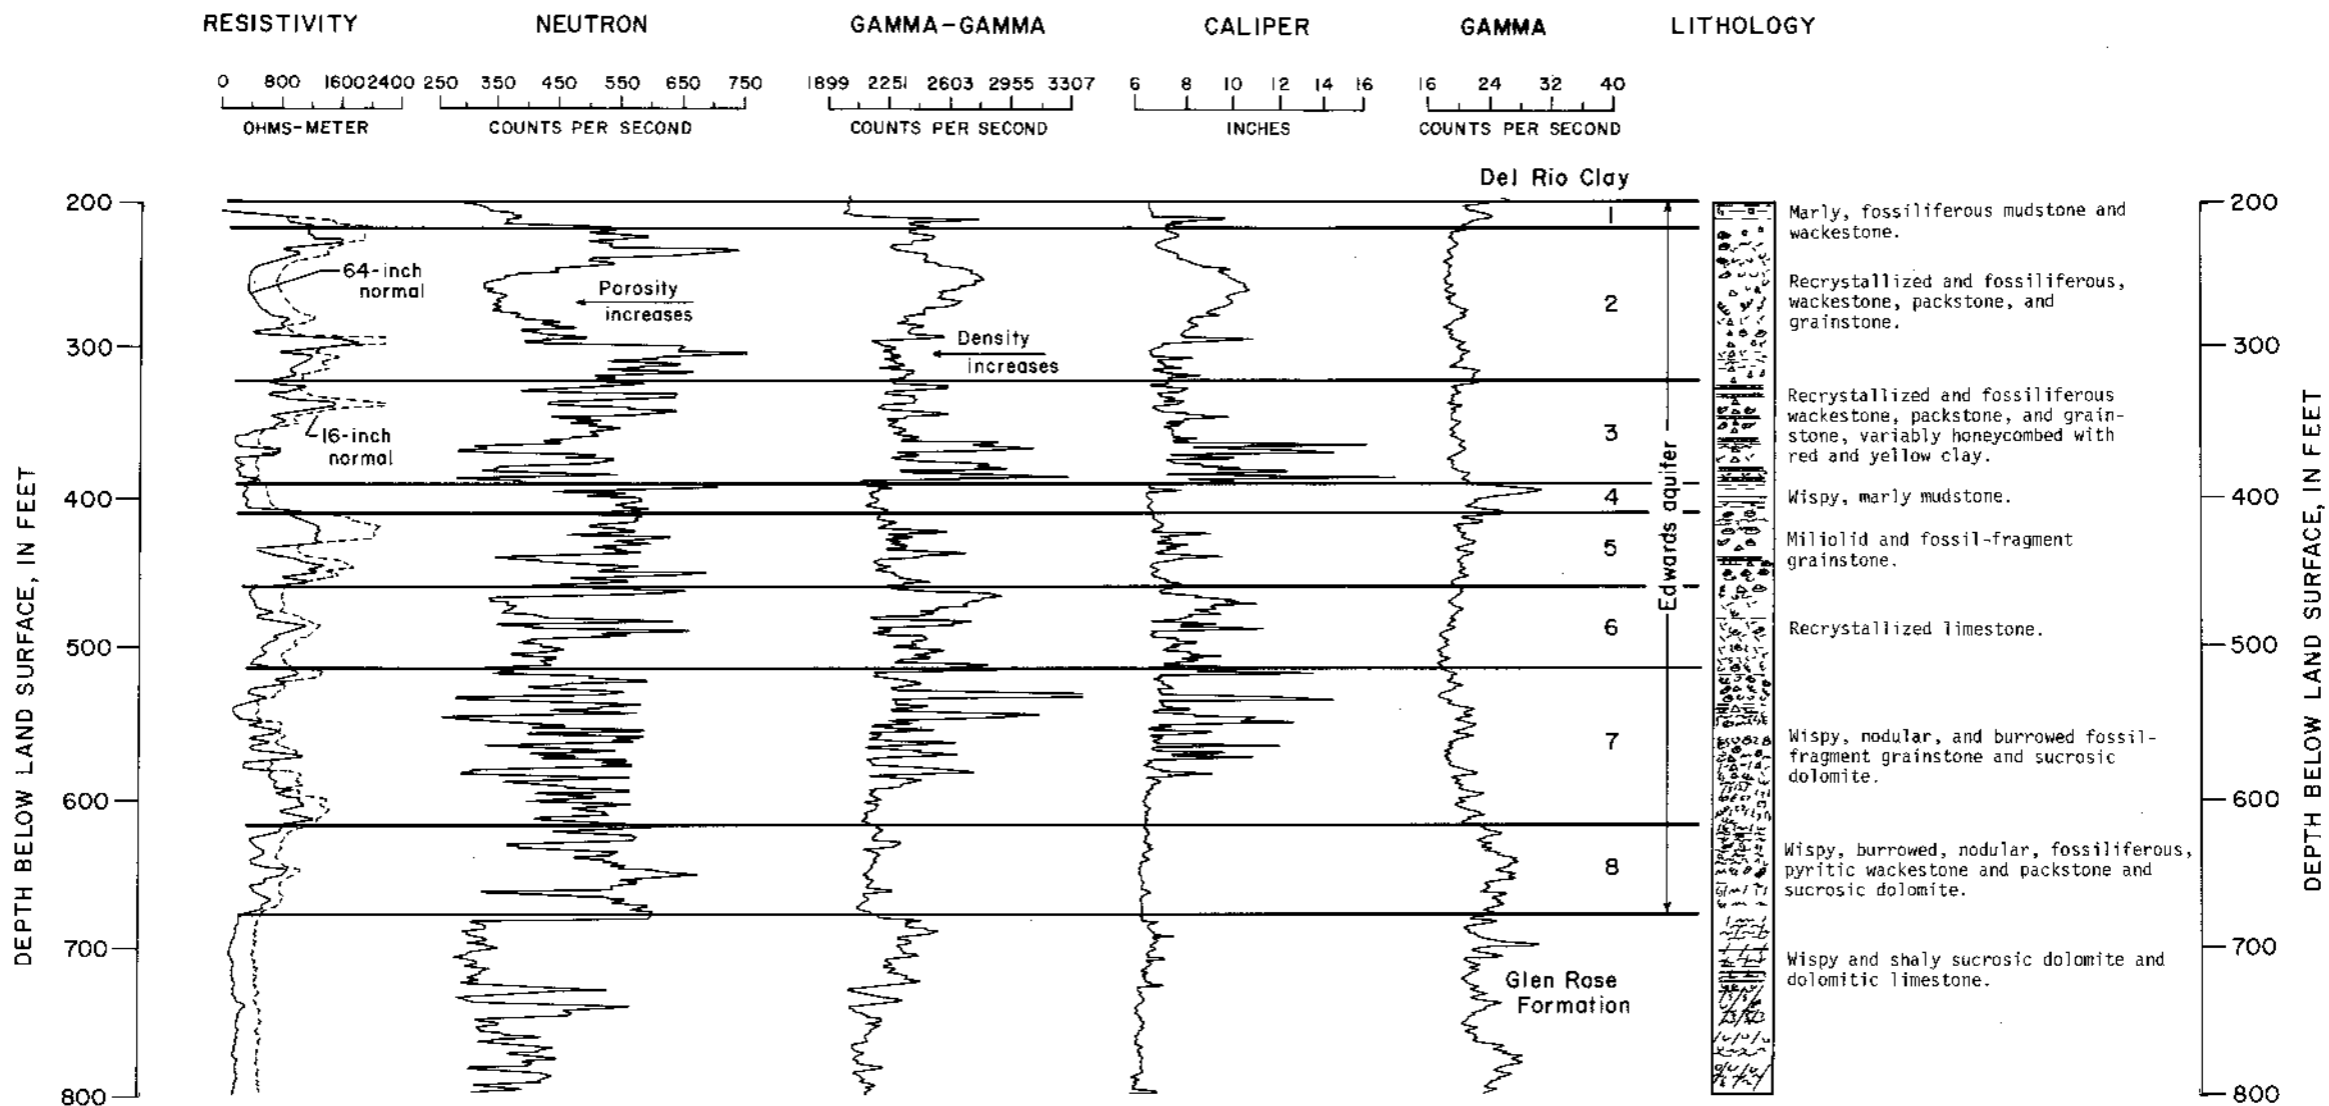 RESISTIVITY NEUTRON GAMMA-GAMMA CALIPER GAMMA LITHOLOGY
0 800 1600 2400 250 350 450 550 650 750 1899 2251 2603 2955 3307 6 8 10 12 14 16 16 24 32 40
OHMS-METER COUNTS PER SECOND COUNTS PER SECOND INCHES COUNTS PER SECOND
Del Rio Clay
200 200
1
Marly, fossiliferous mudstone and
wackestone.
64-inch
normal
Porosity
increases
2
Recrystallized and fossiliferous,
wackestone, packstone, and
grainstone.
300 300
Density
increases
16-inch
normal
3
Recrystallized and fossiliferous
wackestone, packstone, and grain-
stone, variably honeycombed with
red and yellow clay.
400 400
4
Wispy, marly mudstone.
5
Miliolid and fossil-fragment
grainstone.
Edwards aquifer
6
Recrystallized limestone.
500 500
7
Wispy, nodular, and burrowed fossil-
fragment grainstone and sucrosic
dolomite.
600 600
8
Wispy, burrowed, nodular, fossiliferous,
pyritic wackestone and packstone and
sucrosic dolomite.
700 700
Glen Rose
Formation
Wispy and shaly sucrosic dolomite and
dolomitic limestone.
800 800
DEPTH BELOW LAND SURFACE, IN FEET
DEPTH BELOW LAND SURFACE, IN FEET